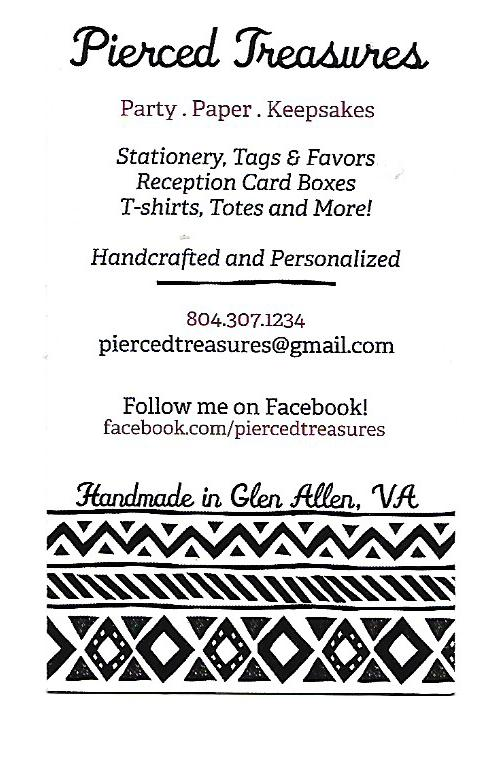 Pierced Treasures
Party . Paper . Keepsakes
Stationery, Tags & Favors
Reception Card Boxes
T-shirts, Totes and More!
Handcrafted and Personalized
804.307.1234
piercedtreasures@gmail.com
Follow me on Facebook!
facebook.com/piercedtreasures
Handmade in Glen Allen, VA